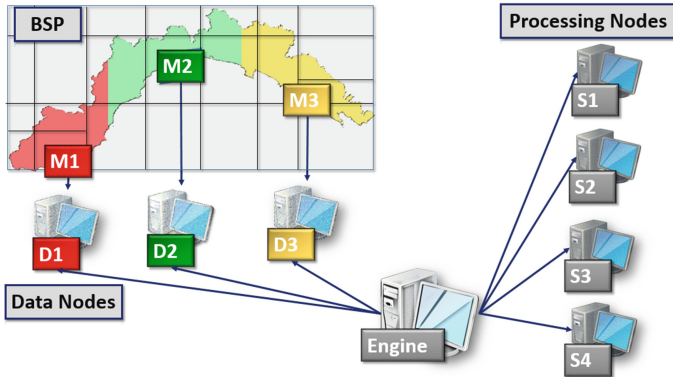 BSP
Processing Nodes
M2
M3
M1
S1
S2
D1
D2
D3
S3
Data Nodes
Engine
S4